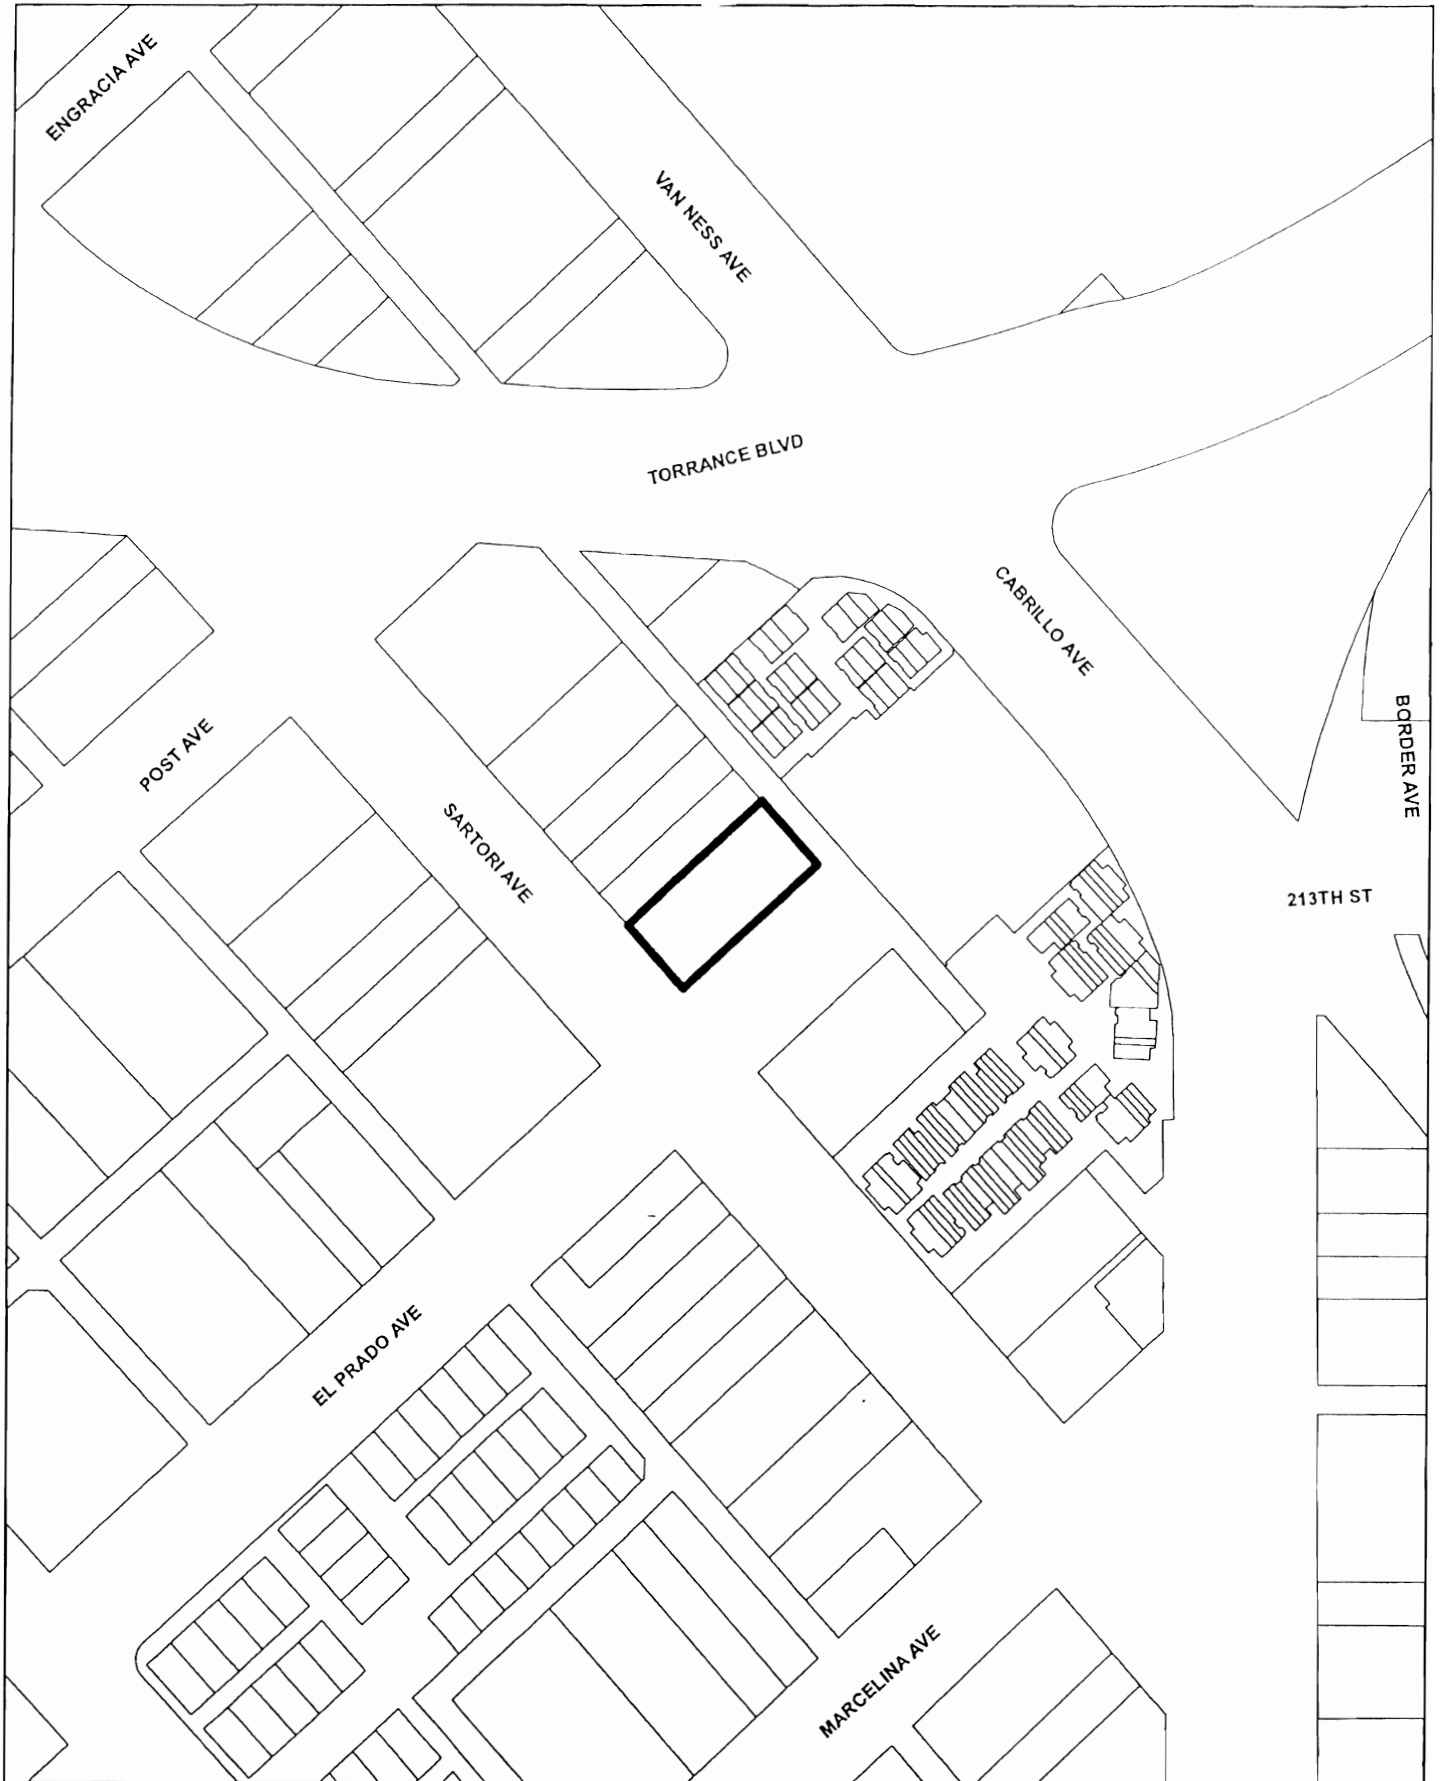 ENGRACIA AVE
VAN NESS AVE
TORRANCE BLVD
CABRILLO AVE
BORDER AVE
POST AVE
SARTORI AVE
213TH ST
EL PRADO AVE
MARCELINA AVE